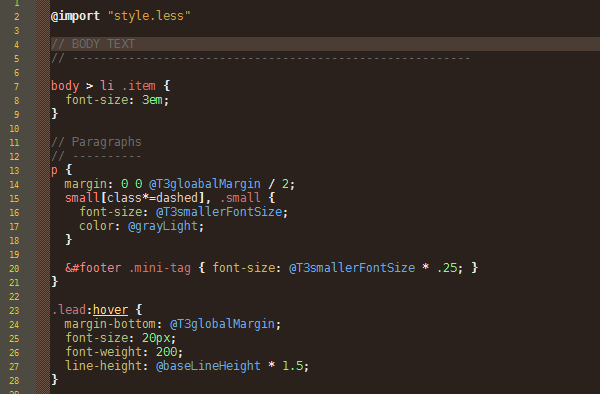 1
2 @import "style.less"
3
4 // BODY TEXT
5 // ---------------------------------------------------------
6
7 body > li .item {
8 font-size: 3em;
9 }
10
11 // Paragraphs
12 // ----------
13 p {
14 margin: 0 0 @T3gloabalMargin / 2;
15 small[class*=dashed], .small {
16 font-size: @T3smallerFontSize;
17 color: @grayLight;
18 }
19
20 &#footer .mini-tag { font-size: @T3smallerFontSize * .25; }
21 }
22
23 .lead:hover {
24 margin-bottom: @T3globalMargin;
25 font-size: 20px;
26 font-weight: 200;
27 line-height: @baseLineHeight * 1.5;
28 }
29